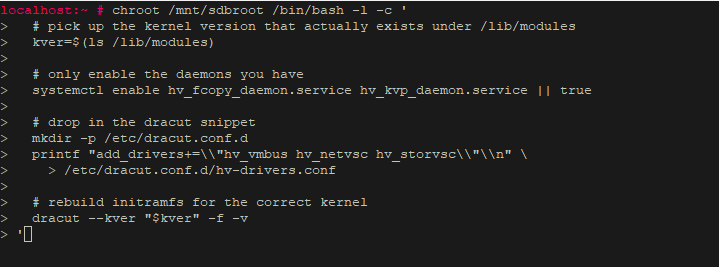 localhost:~ # chroot /mnt/sdbroot /bin/bash -l -c '
>   # pick up the kernel version that actually exists under /lib/modules
>   kver=$(ls /lib/modules)
>
>   # only enable the daemons you have
>   systemctl enable hv_fcopy_daemon.service hv_kvp_daemon.service || true
>
>   # drop in the dracut snippet
>   mkdir -p /etc/dracut.conf.d
>   printf "add_drivers+=\\"hv_vmbus hv_netvsc hv_storvsc\\"\\n" \
>     > /etc/dracut.conf.d/hv-drivers.conf
>
>   # rebuild initramfs for the correct kernel
>   dracut --kver "$kver" -f -v
> '